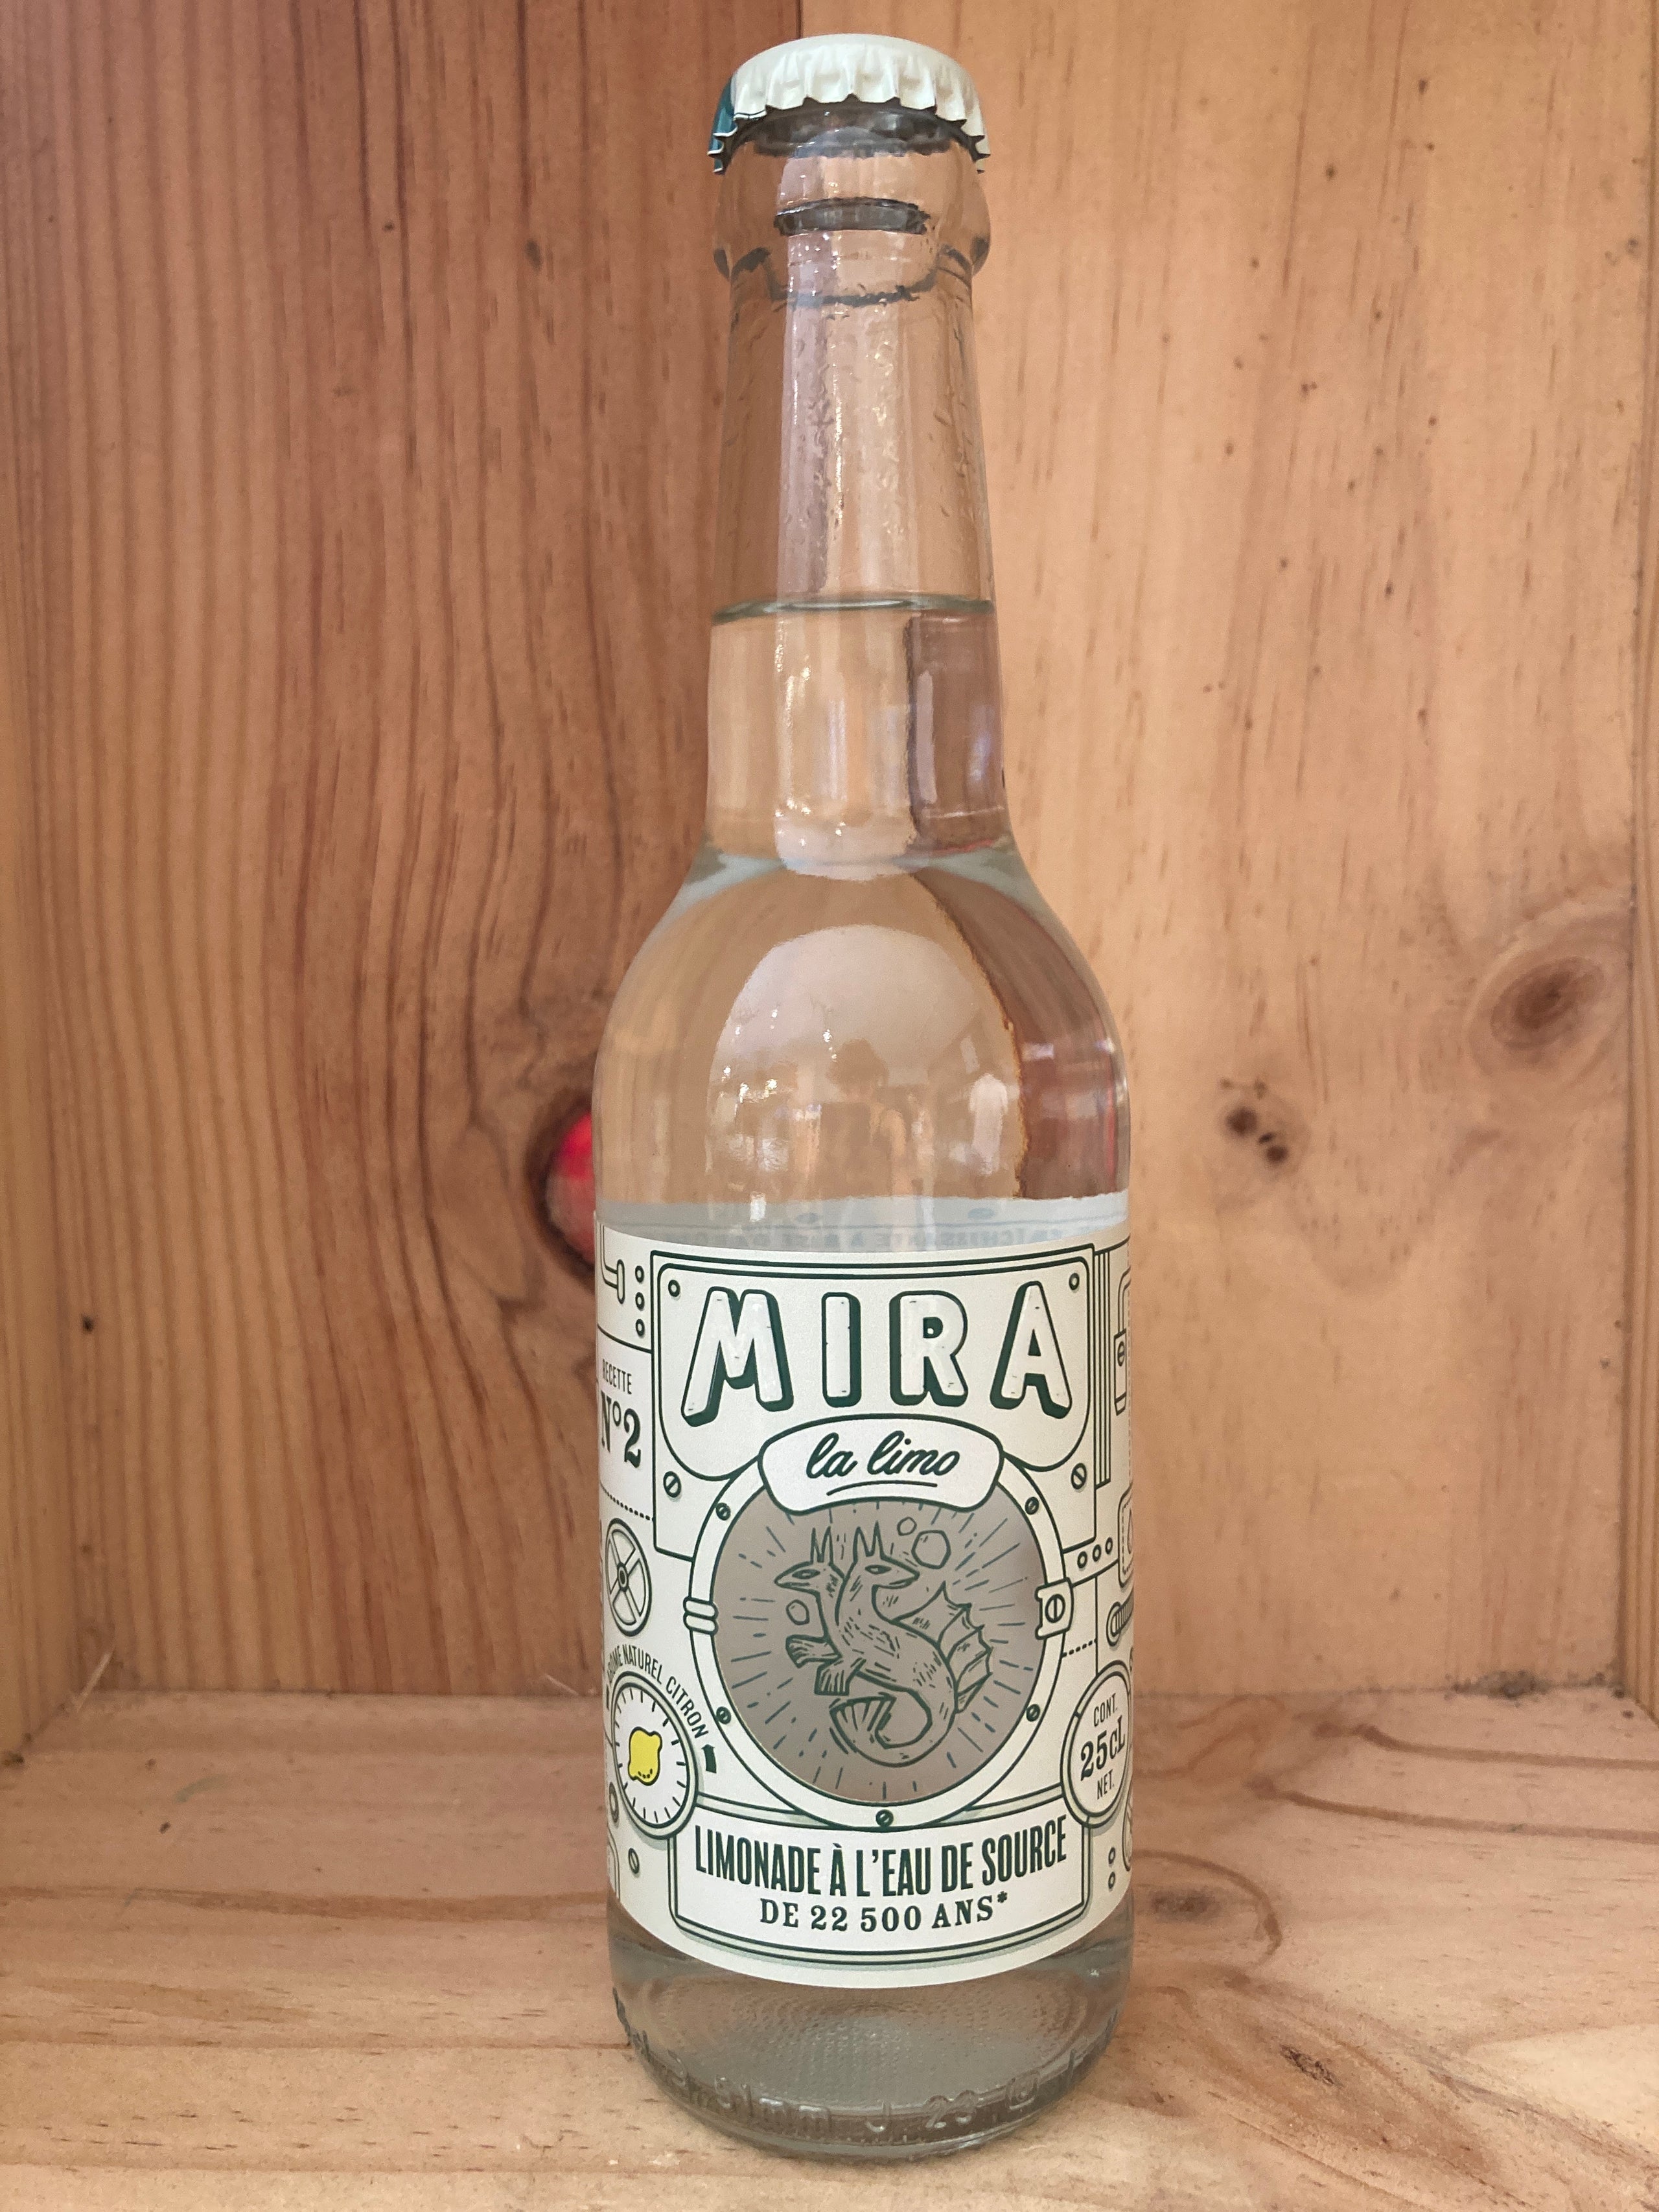 MIRA
la limo
RECETTE
N°2
ARÔME NATUREL CITRON
CONT.
25cL
NET.
LIMONADE À L'EAU DE SOURCE
DE 22 500 ANS*